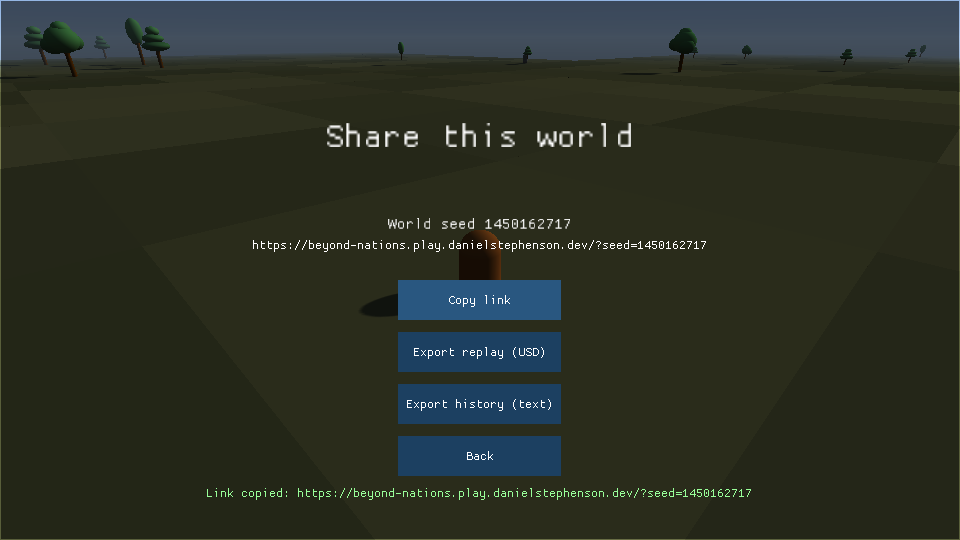 Share this world
World seed 1450162717
https://beyond-nations.play.danielstephenson.dev/?seed=1450162717
Copy link
Export replay (USD)
Export history (text)
Back
Link copied: https://beyond-nations.play.danielstephenson.dev/?seed=1450162717